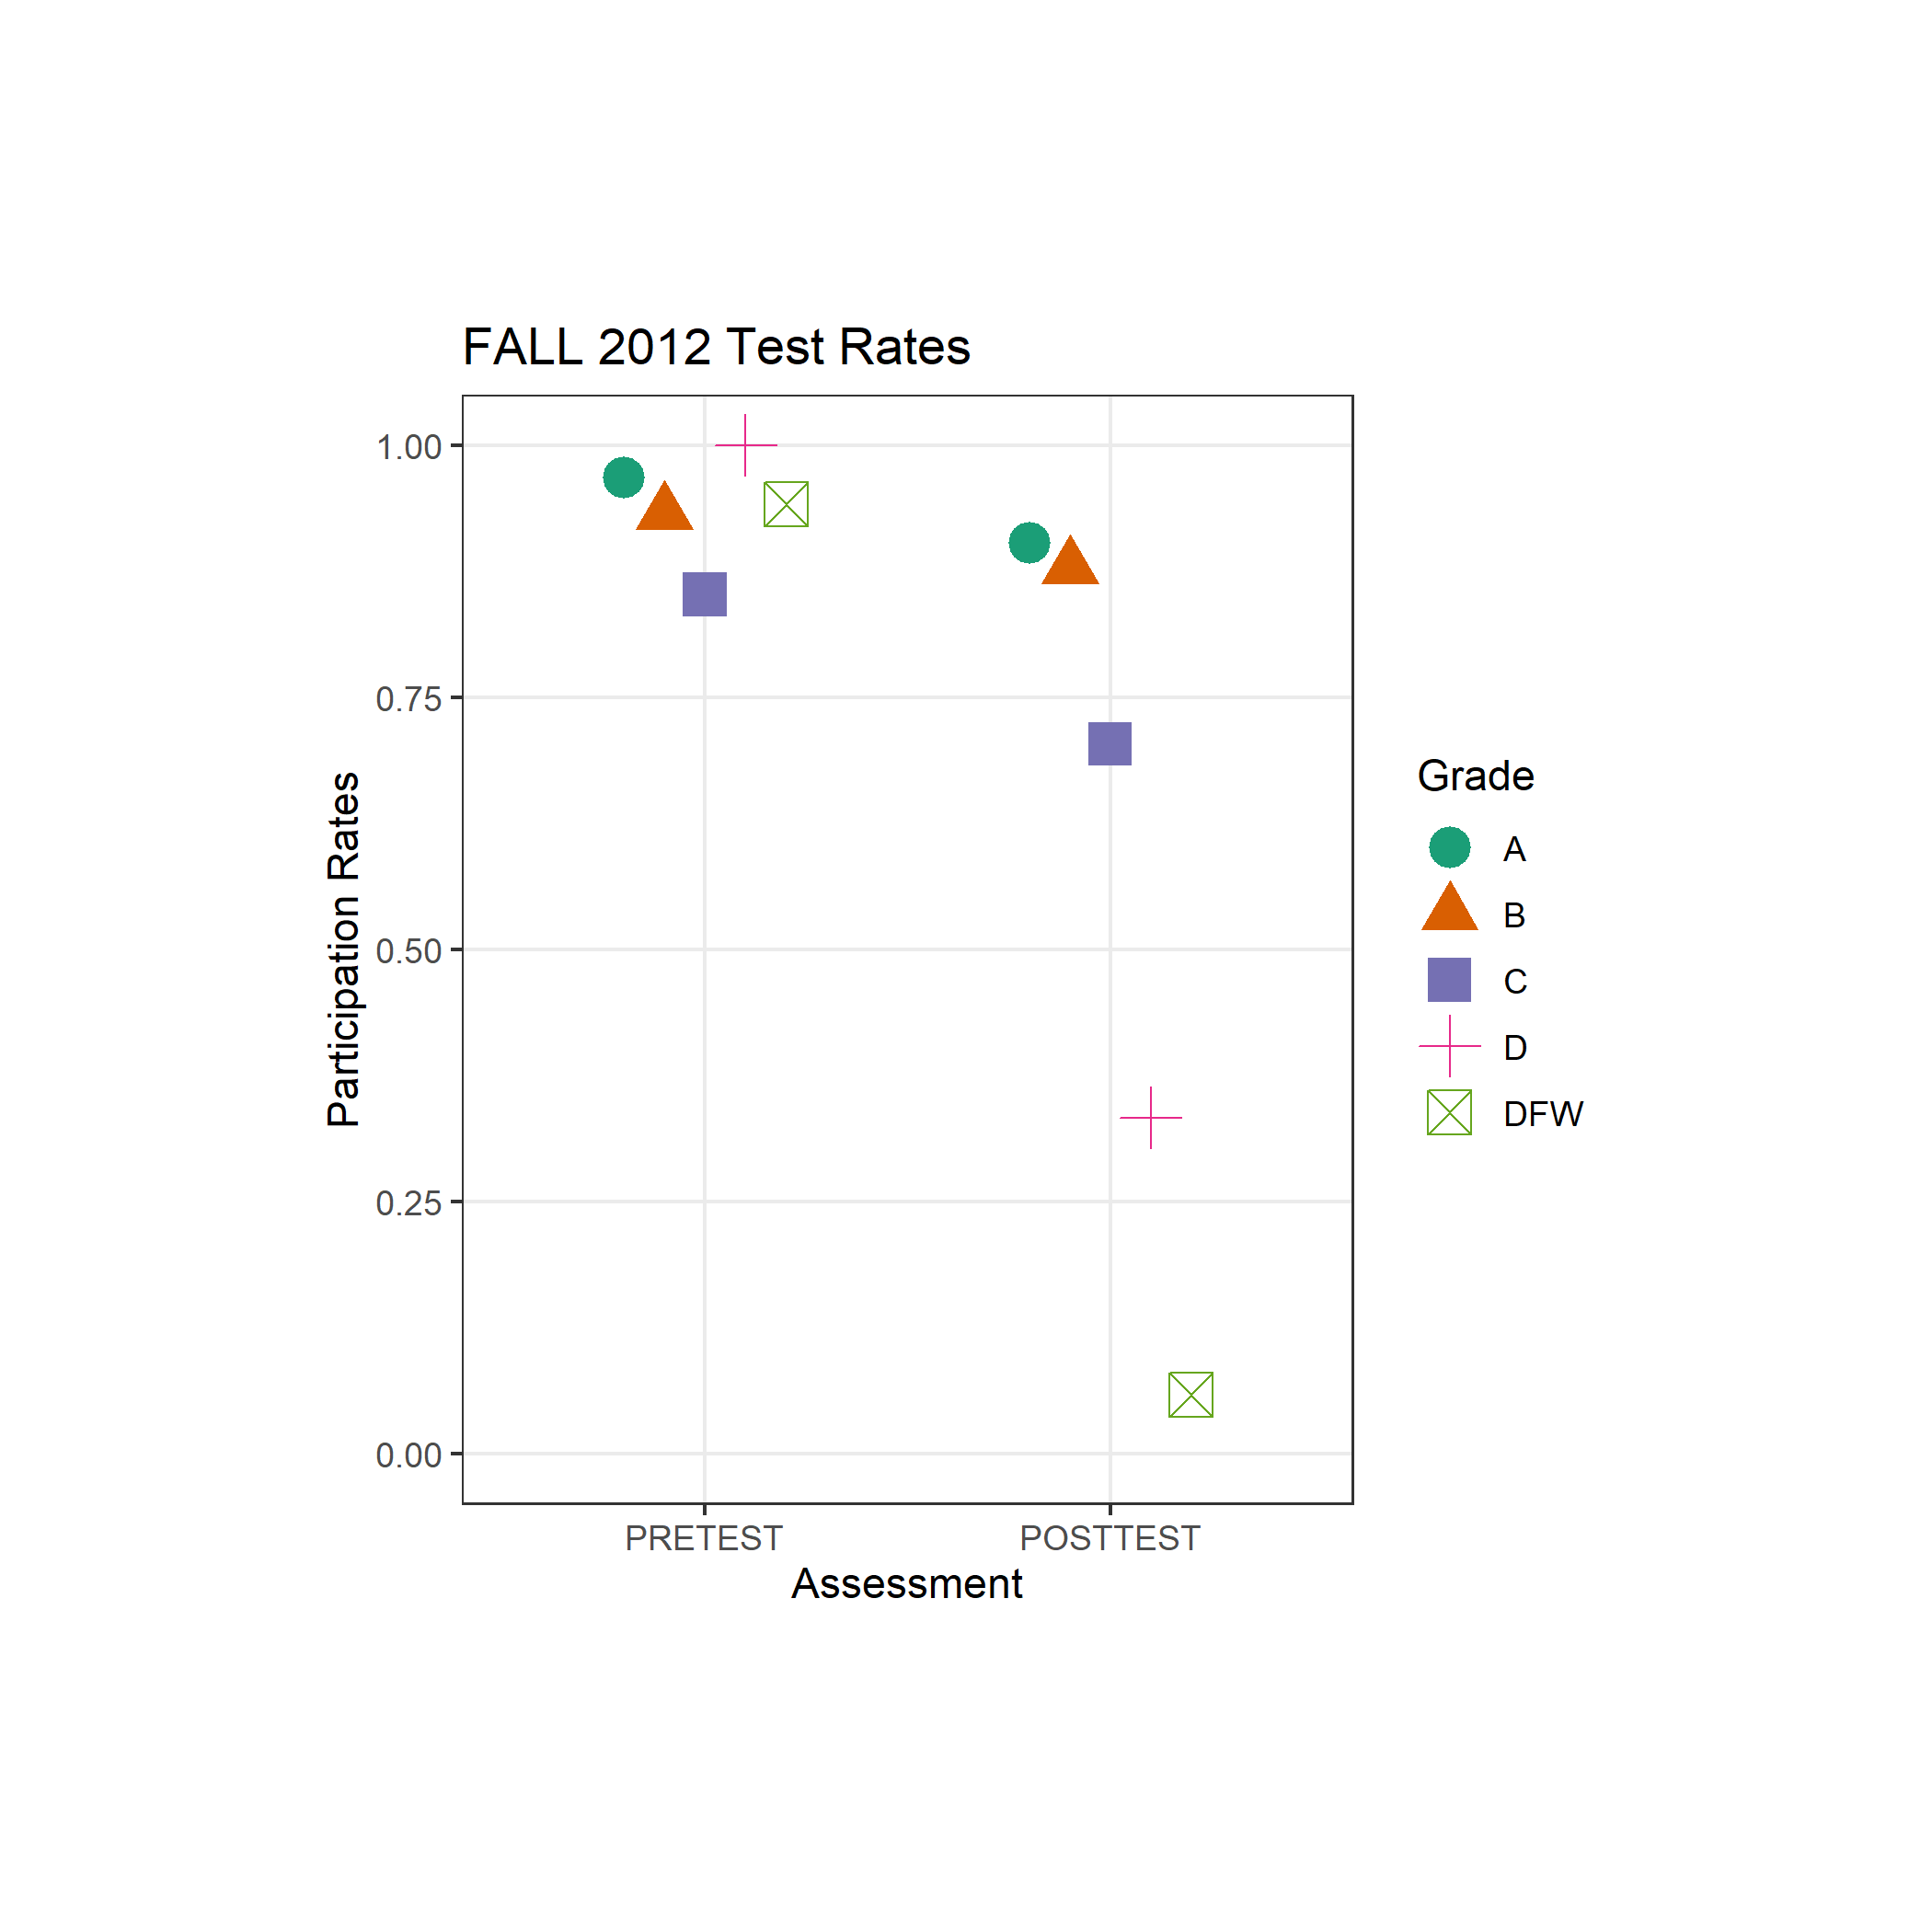 FALL 2012 Test Rates
1.00
0.75
0.50
0.25
0.00
Participation Rates
PRETEST
POSTTEST
Assessment
Grade
A
B
C
D
DFW